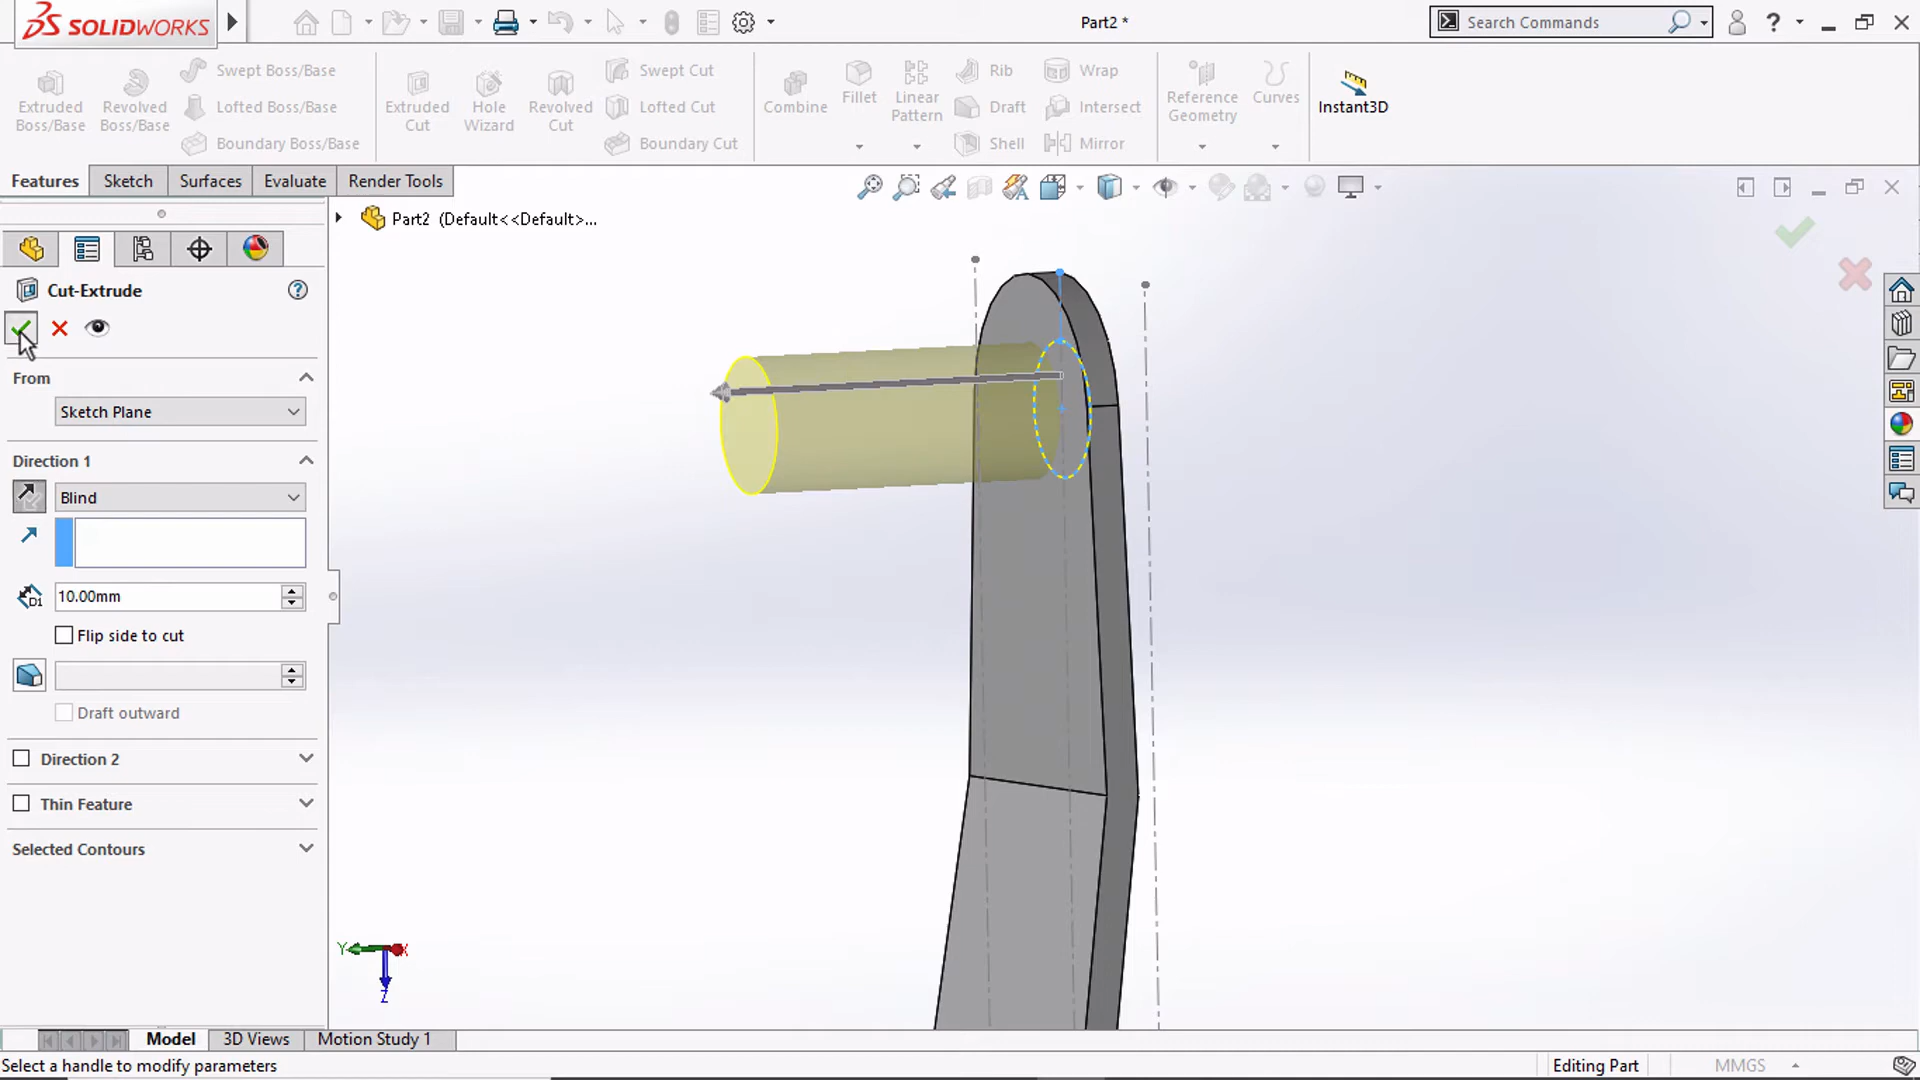 SOLIDWORKS
Part2 *
Search Commands
Extruded Boss/Base
Revolved Boss/Base
Swept Boss/Base
Lofted Boss/Base
Boundary Boss/Base
Extruded Cut
Hole Wizard
Revolved Cut
Swept Cut
Lofted Cut
Boundary Cut
Combine
Fillet
Linear Pattern
Rib
Draft
Shell
Wrap
Intersect
Mirror
Reference Geometry
Curves
Instant3D
Features
Sketch
Surfaces
Evaluate
Render Tools
Part2 (Default<<Default>...
Cut-Extrude
From
Sketch Plane
Direction 1
Blind
D1
10.00mm
Flip side to cut
Draft outward
Direction 2
Thin Feature
Selected Contours
Y
X
Z
Model
3D Views
Motion Study 1
Select a handle to modify parameters
Editing Part
MMGS